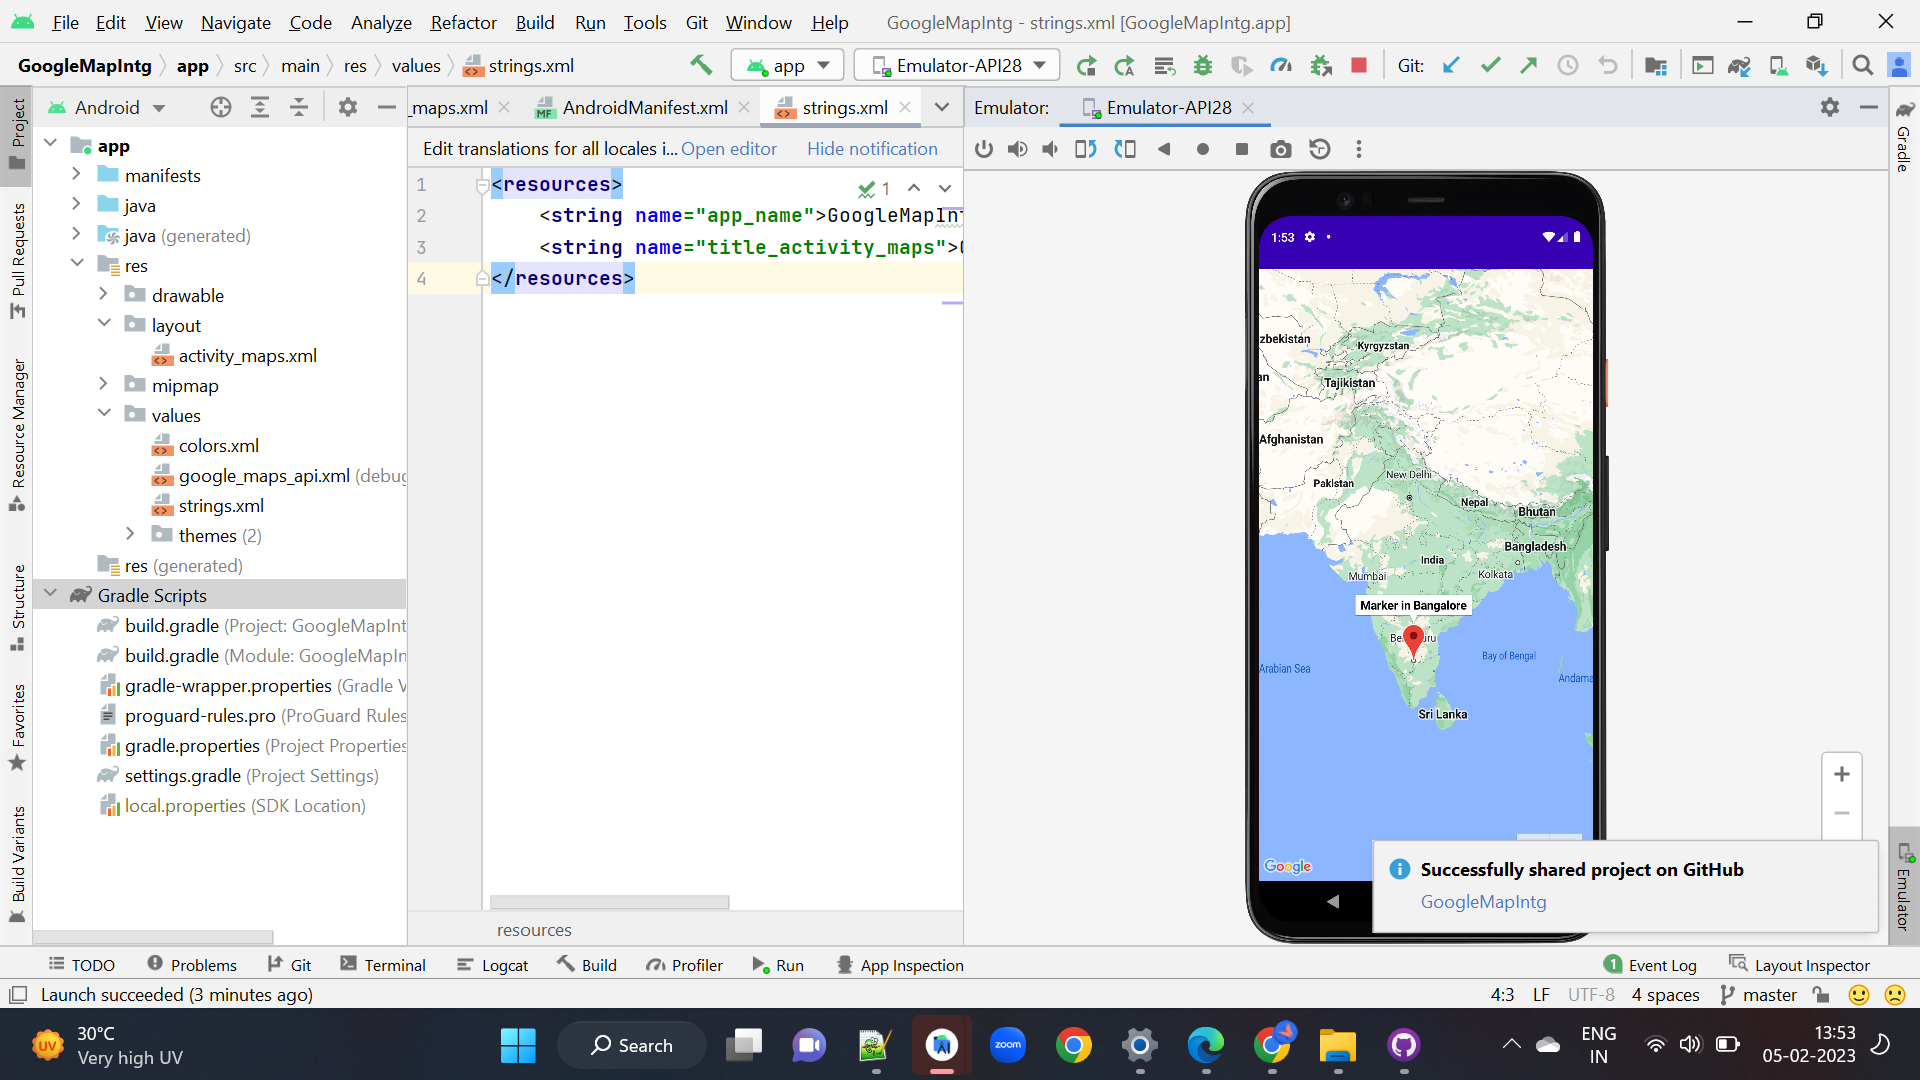 File Edit View Navigate Code Analyze Refactor Build Run Tools Git Window Help GoogleMapIntg - strings.xml [GoogleMapIntg.app]
GoogleMapIntg app src main res values strings.xml app Emulator-API28 Git:
Android _maps.xml AndroidManifest.xml strings.xml Emulator: Emulator-API28
Edit translations for all locales i... Open editor Hide notification
Project
Pull Requests
Resource Manager
Structure
Favorites
Build Variants
app
manifests
java
java (generated)
res
drawable
layout
activity_maps.xml
mipmap
values
colors.xml
google_maps_api.xml (debug
strings.xml
themes (2)
res (generated)
Gradle Scripts
build.gradle (Project: GoogleMapInt
build.gradle (Module: GoogleMapIn
gradle-wrapper.properties (Gradle V
proguard-rules.pro (ProGuard Rules
gradle.properties (Project Properties
settings.gradle (Project Settings)
local.properties (SDK Location)
1 <resources>
1
2 <string name="app_name">GoogleMapInt
3 <string name="title_activity_maps">
4 </resources>
resources
1:53
zbekistan
Kyrgyzstan
an
Tajikistan
Afghanistan
New Delhi
Pakistan
Nepal
Bhutan
Bangladesh
India
Mumbai
Kolkata
Marker in Bangalore
Be uru
Bay of Bengal
Arabian Sea
Andama
Sri Lanka
Google
Gradle
Emulator
Successfully shared project on GitHub
GoogleMapIntg
TODO Problems Git Terminal Logcat Build Profiler Run App Inspection 1 Event Log Layout Inspector
Launch succeeded (3 minutes ago) 4:3 LF UTF-8 4 spaces master
UV
30°C
Very high UV
Search
zoom
ENG
IN
13:53
05-02-2023